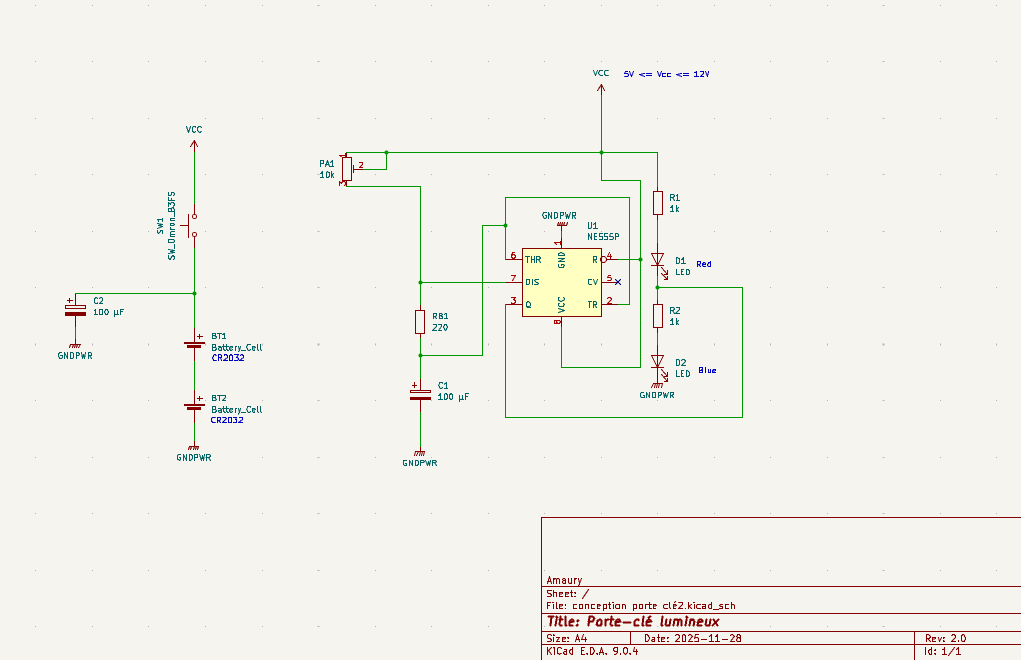 VCC
5V <= Vcc <= 12V
VCC
PA1
10k
2
SW1
SW_Omron_B3FS
R1
1k
GNDPWR
U1
NE555P
1
GND
6
THR
R
4
7
DIS
CV
5
3
Q
VCC
TR
2
8
D1
LED
Red
C2
100 µF
GNDPWR
RB1
220
R2
1k
BT1
Battery_Cell
CR2032
D2
LED
Blue
GNDPWR
BT2
Battery_Cell
CR2032
C1
100 µF
GNDPWR
GNDPWR
Amaury
Sheet: /
File: conception porte clé2.kicad_sch
Title: Porte-clé lumineux
Size: A4
Date: 2025-11-28
Rev: 2.0
KiCad E.D.A. 9.0.4
Id: 1/1